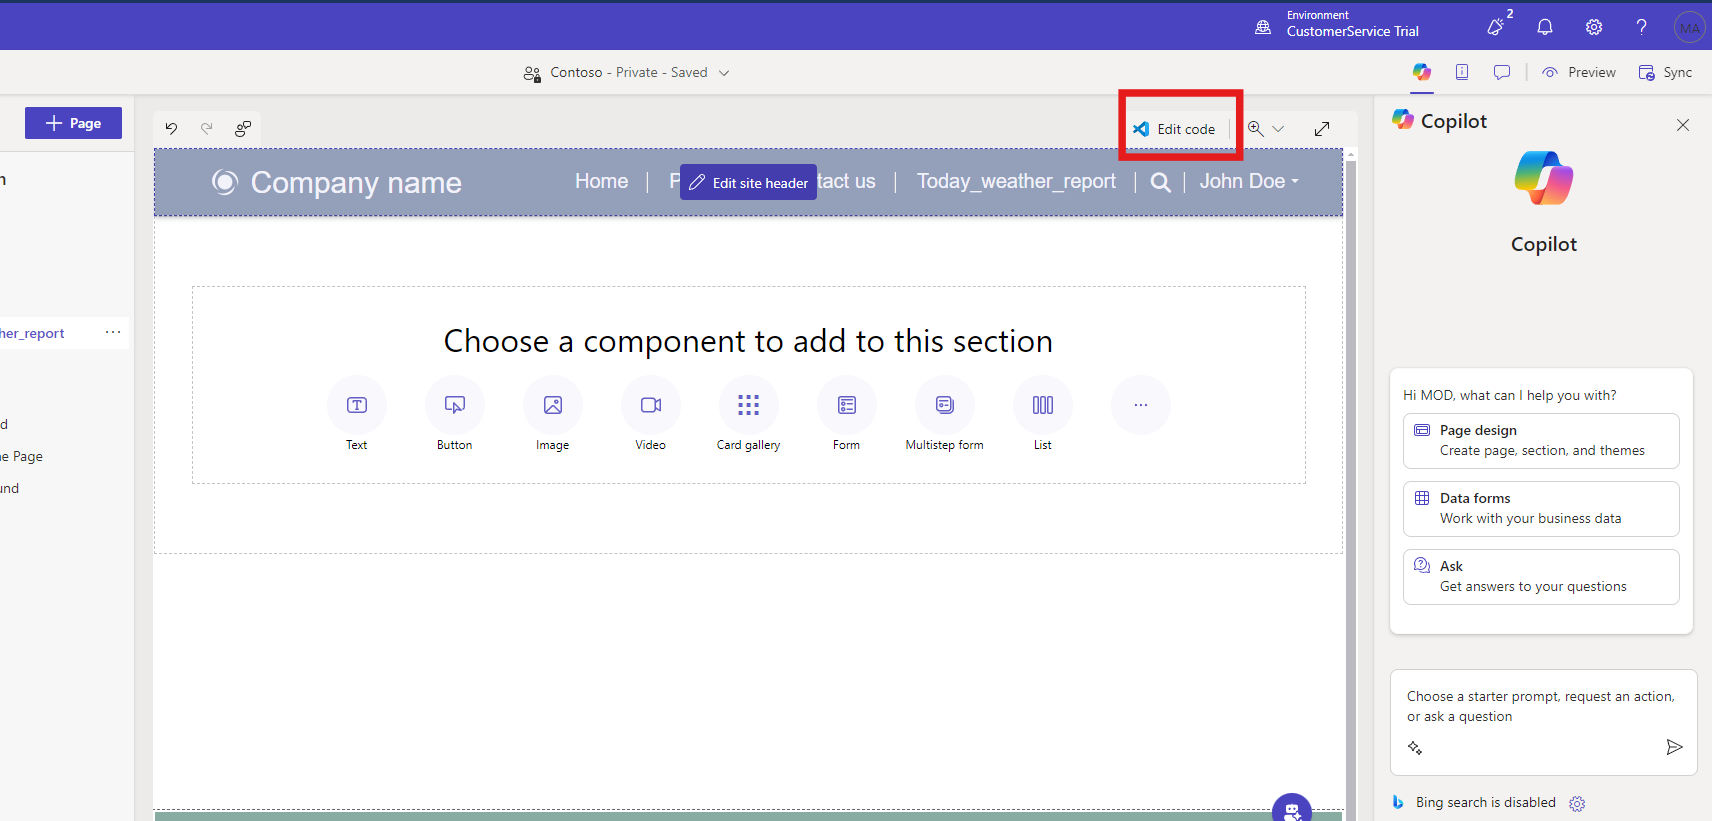 Environment
CustomerService Trial
2
MA
Contoso - Private - Saved
Preview
Sync
Page
Edit code
Copilot
Company name
Home
P
Edit site header
tact us
Today_weather_report
John Doe
Copilot
n
Choose a component to add to this section
her_report
Text
Button
Image
Video
Card gallery
Form
Multistep form
List
d
e Page
und
Hi MOD, what can I help you with?
Page design
Create page, section, and themes
Data forms
Work with your business data
Ask
Get answers to your questions
Choose a starter prompt, request an action,
or ask a question
Bing search is disabled